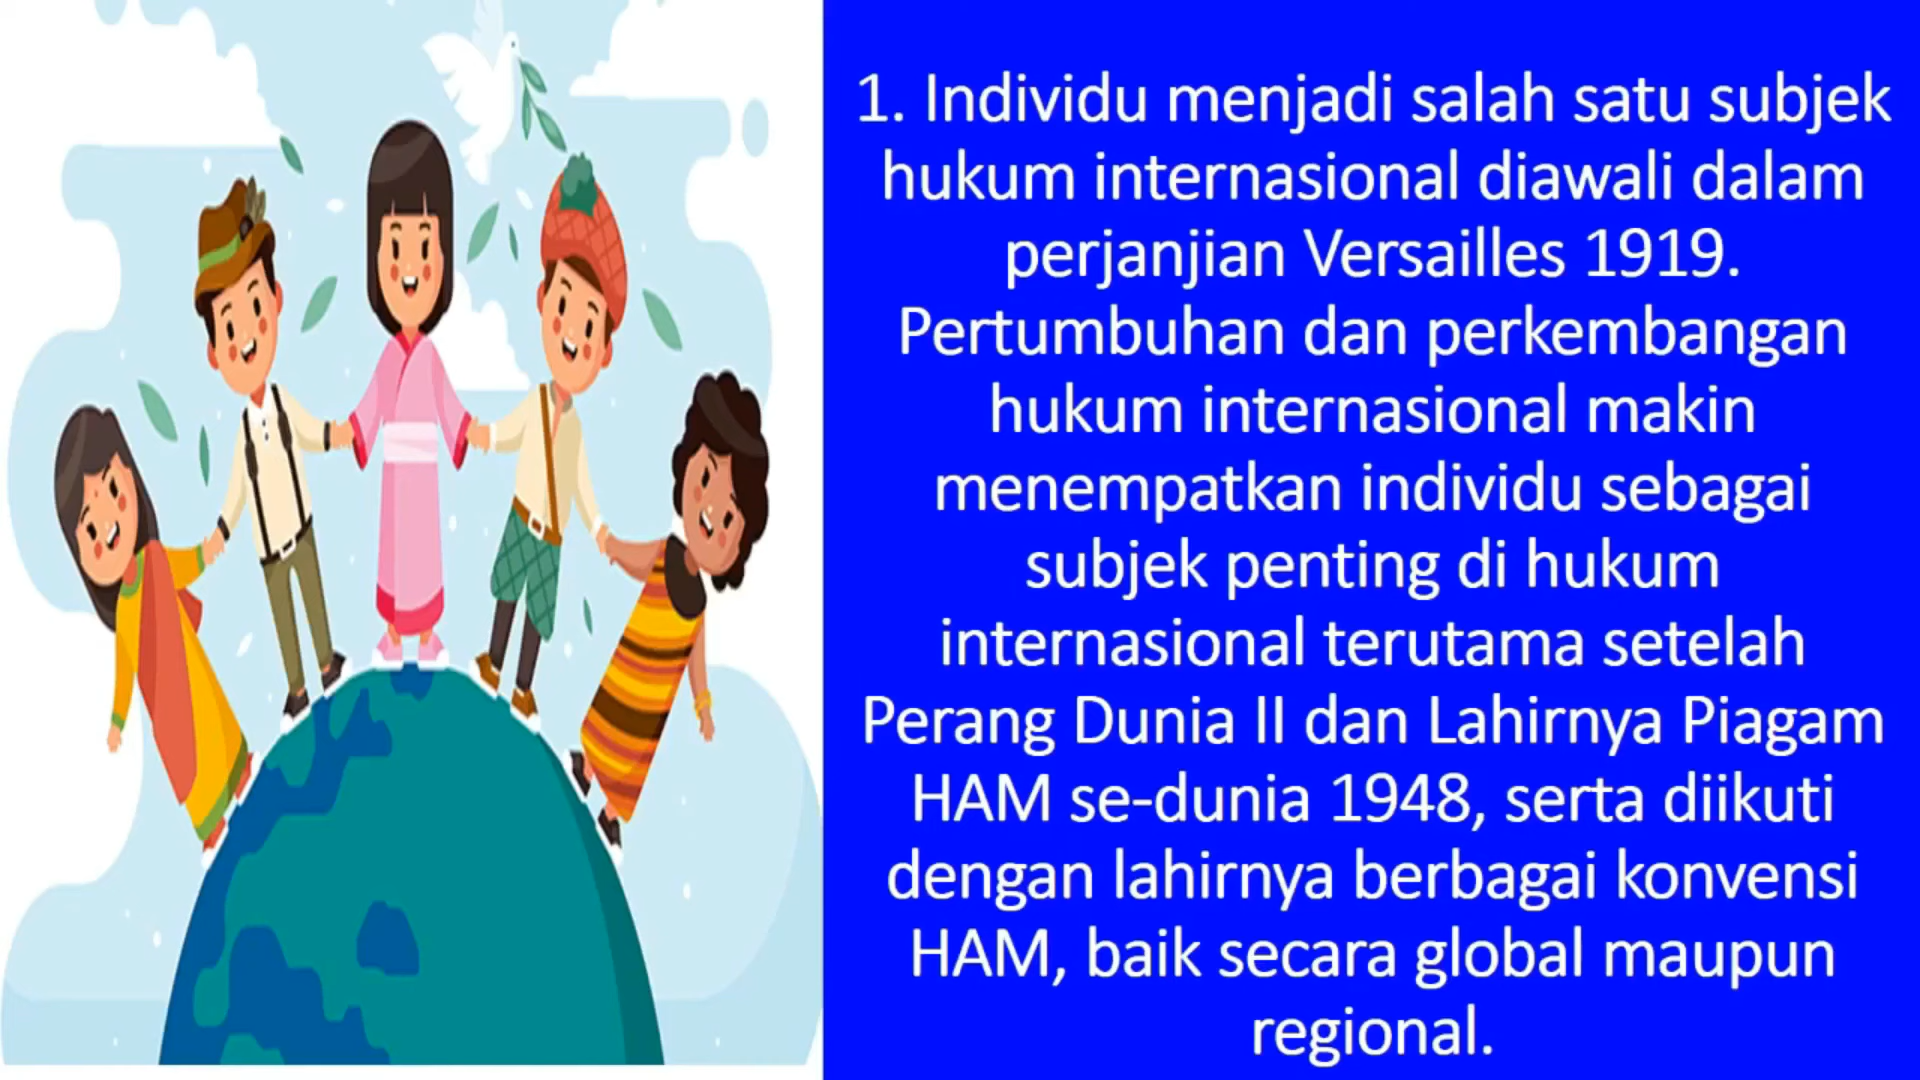 1. Individu menjadi salah satu subjek
hukum internasional diawali dalam
perjanjian Versailles 1919.
Pertumbuhan dan perkembangan
hukum internasional makin
menempatkan individu sebagai
subjek penting di hukum
internasional terutama setelah
Perang Dunia II dan Lahirnya Piagam
HAM se-dunia 1948, serta diikuti
dengan lahirnya berbagai konvensi
HAM, baik secara global maupun
regional.